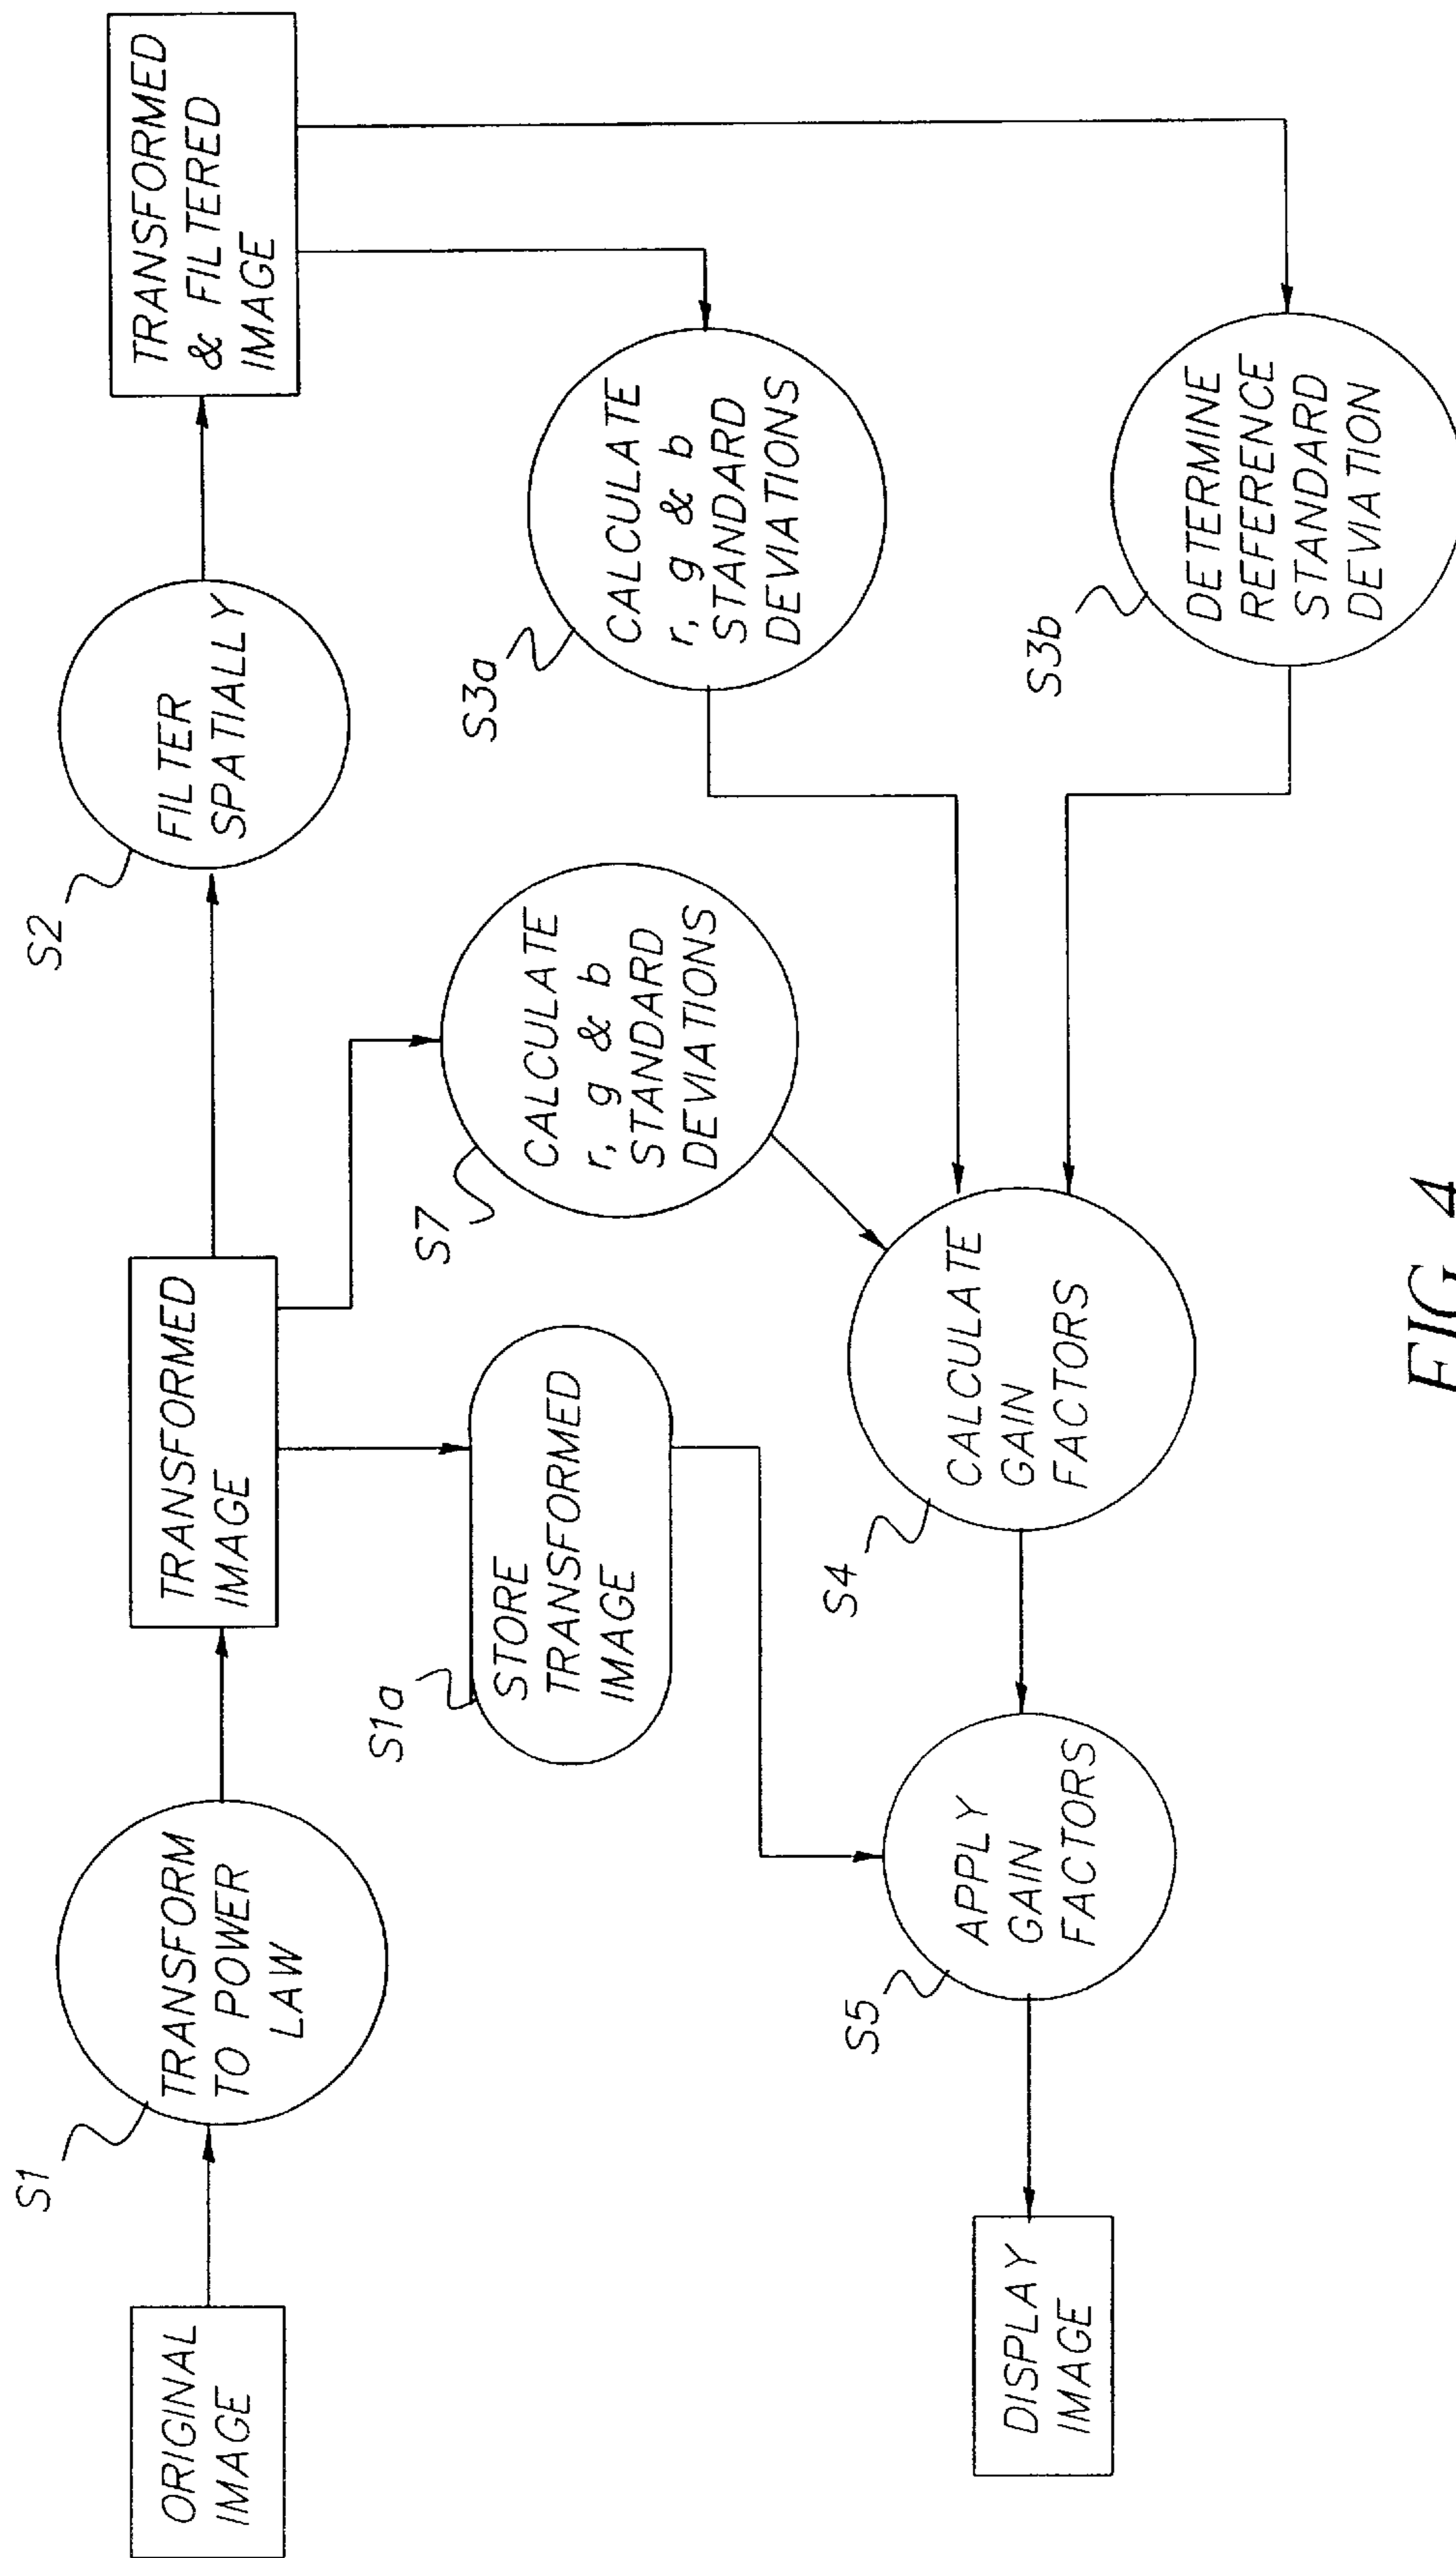 ORIGINAL
IMAGE
S1
TRANSFORM
TO POWER
LAW
TRANSFORMED
IMAGE
S2
FILTER
SPATIALLY
TRANSFORMED
& FILTERED
IMAGE
S1a
STORE
TRANSFORMED
IMAGE
S7
CALCULATE
r, g & b
STANDARD
DEVIATIONS
S3a
CALCULATE
r, g & b
STANDARD
DEVIATIONS
S3b
DETERMINE
REFERENCE
STANDARD
DEVIATION
S4
CALCULATE
GAIN
FACTORS
S5
APPLY
GAIN
FACTORS
DISPLAY
IMAGE
FIG. 4